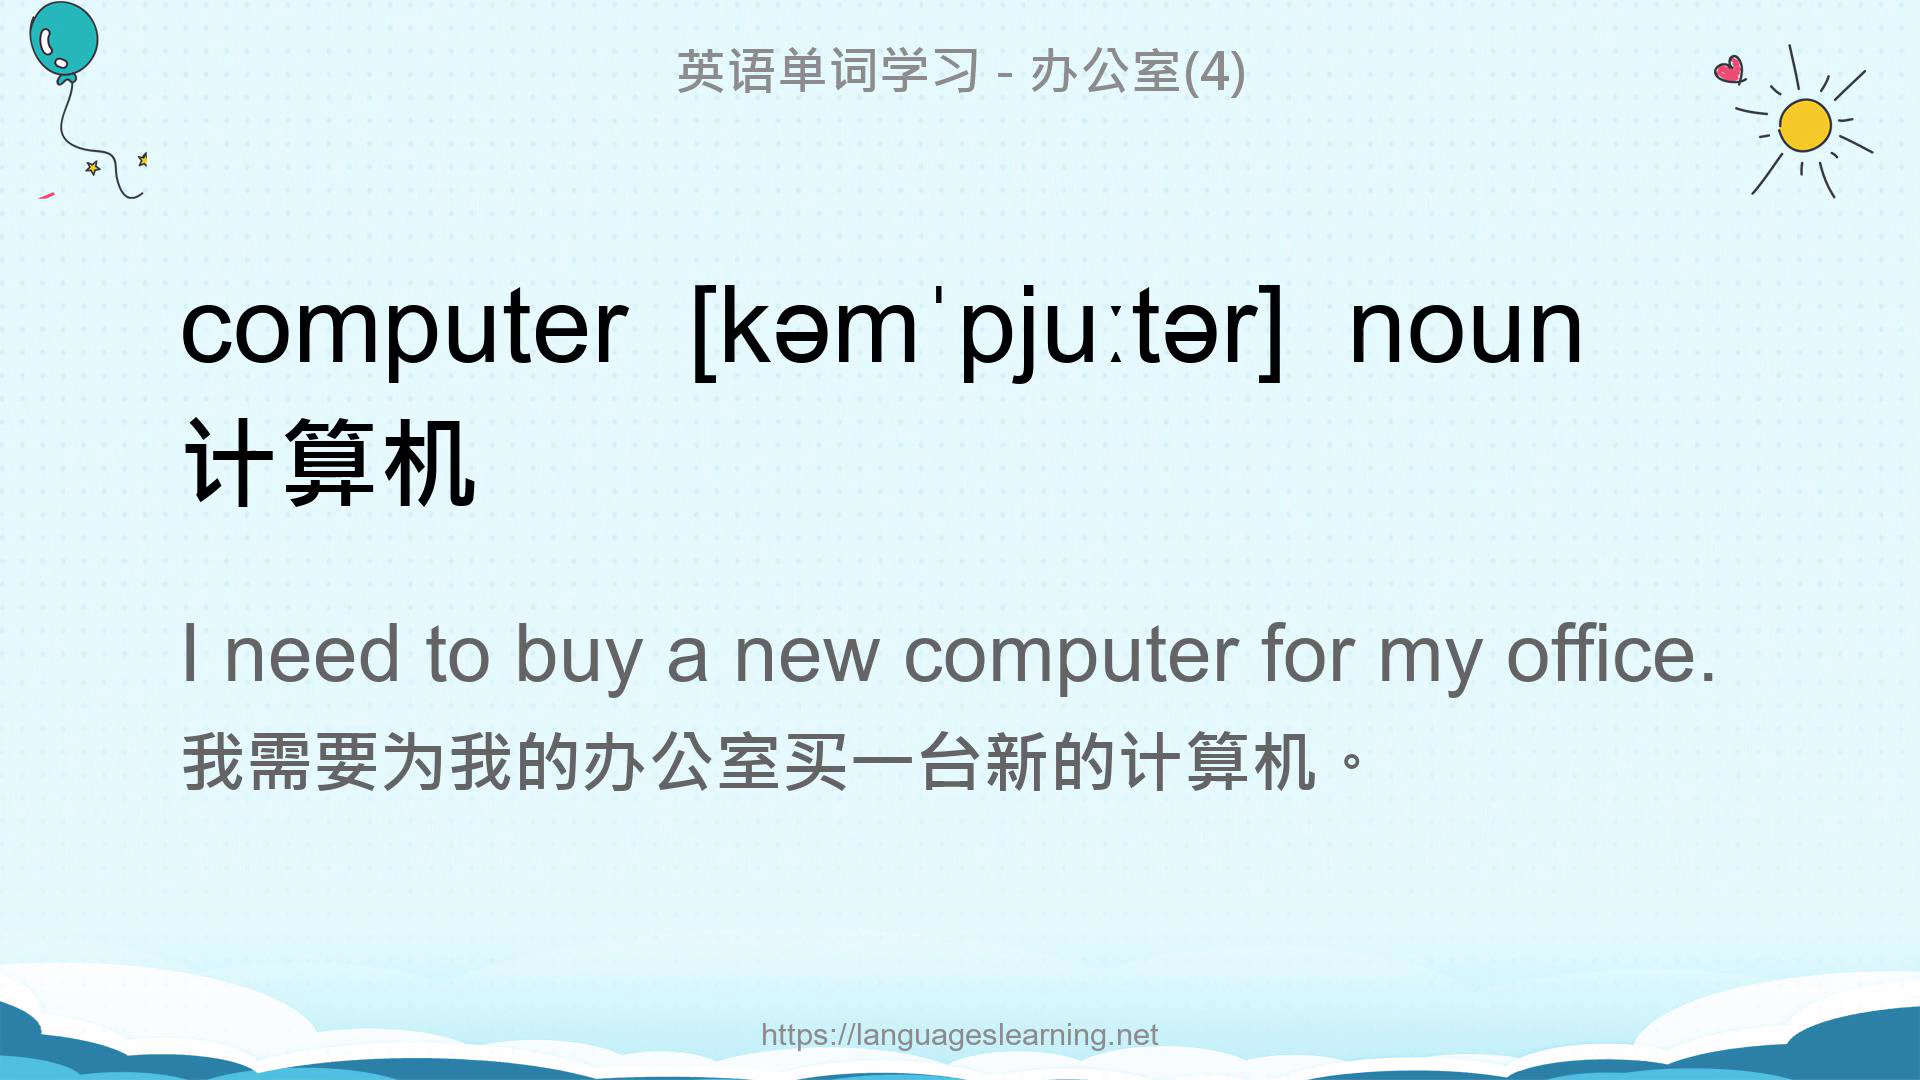 英语单词学习 - 办公室(4)
computer [kəmˈpjuːtər] noun
计算机
I need to buy a new computer for my office.
我需要为我的办公室买一台新的计算机。
https://languageslearning.net